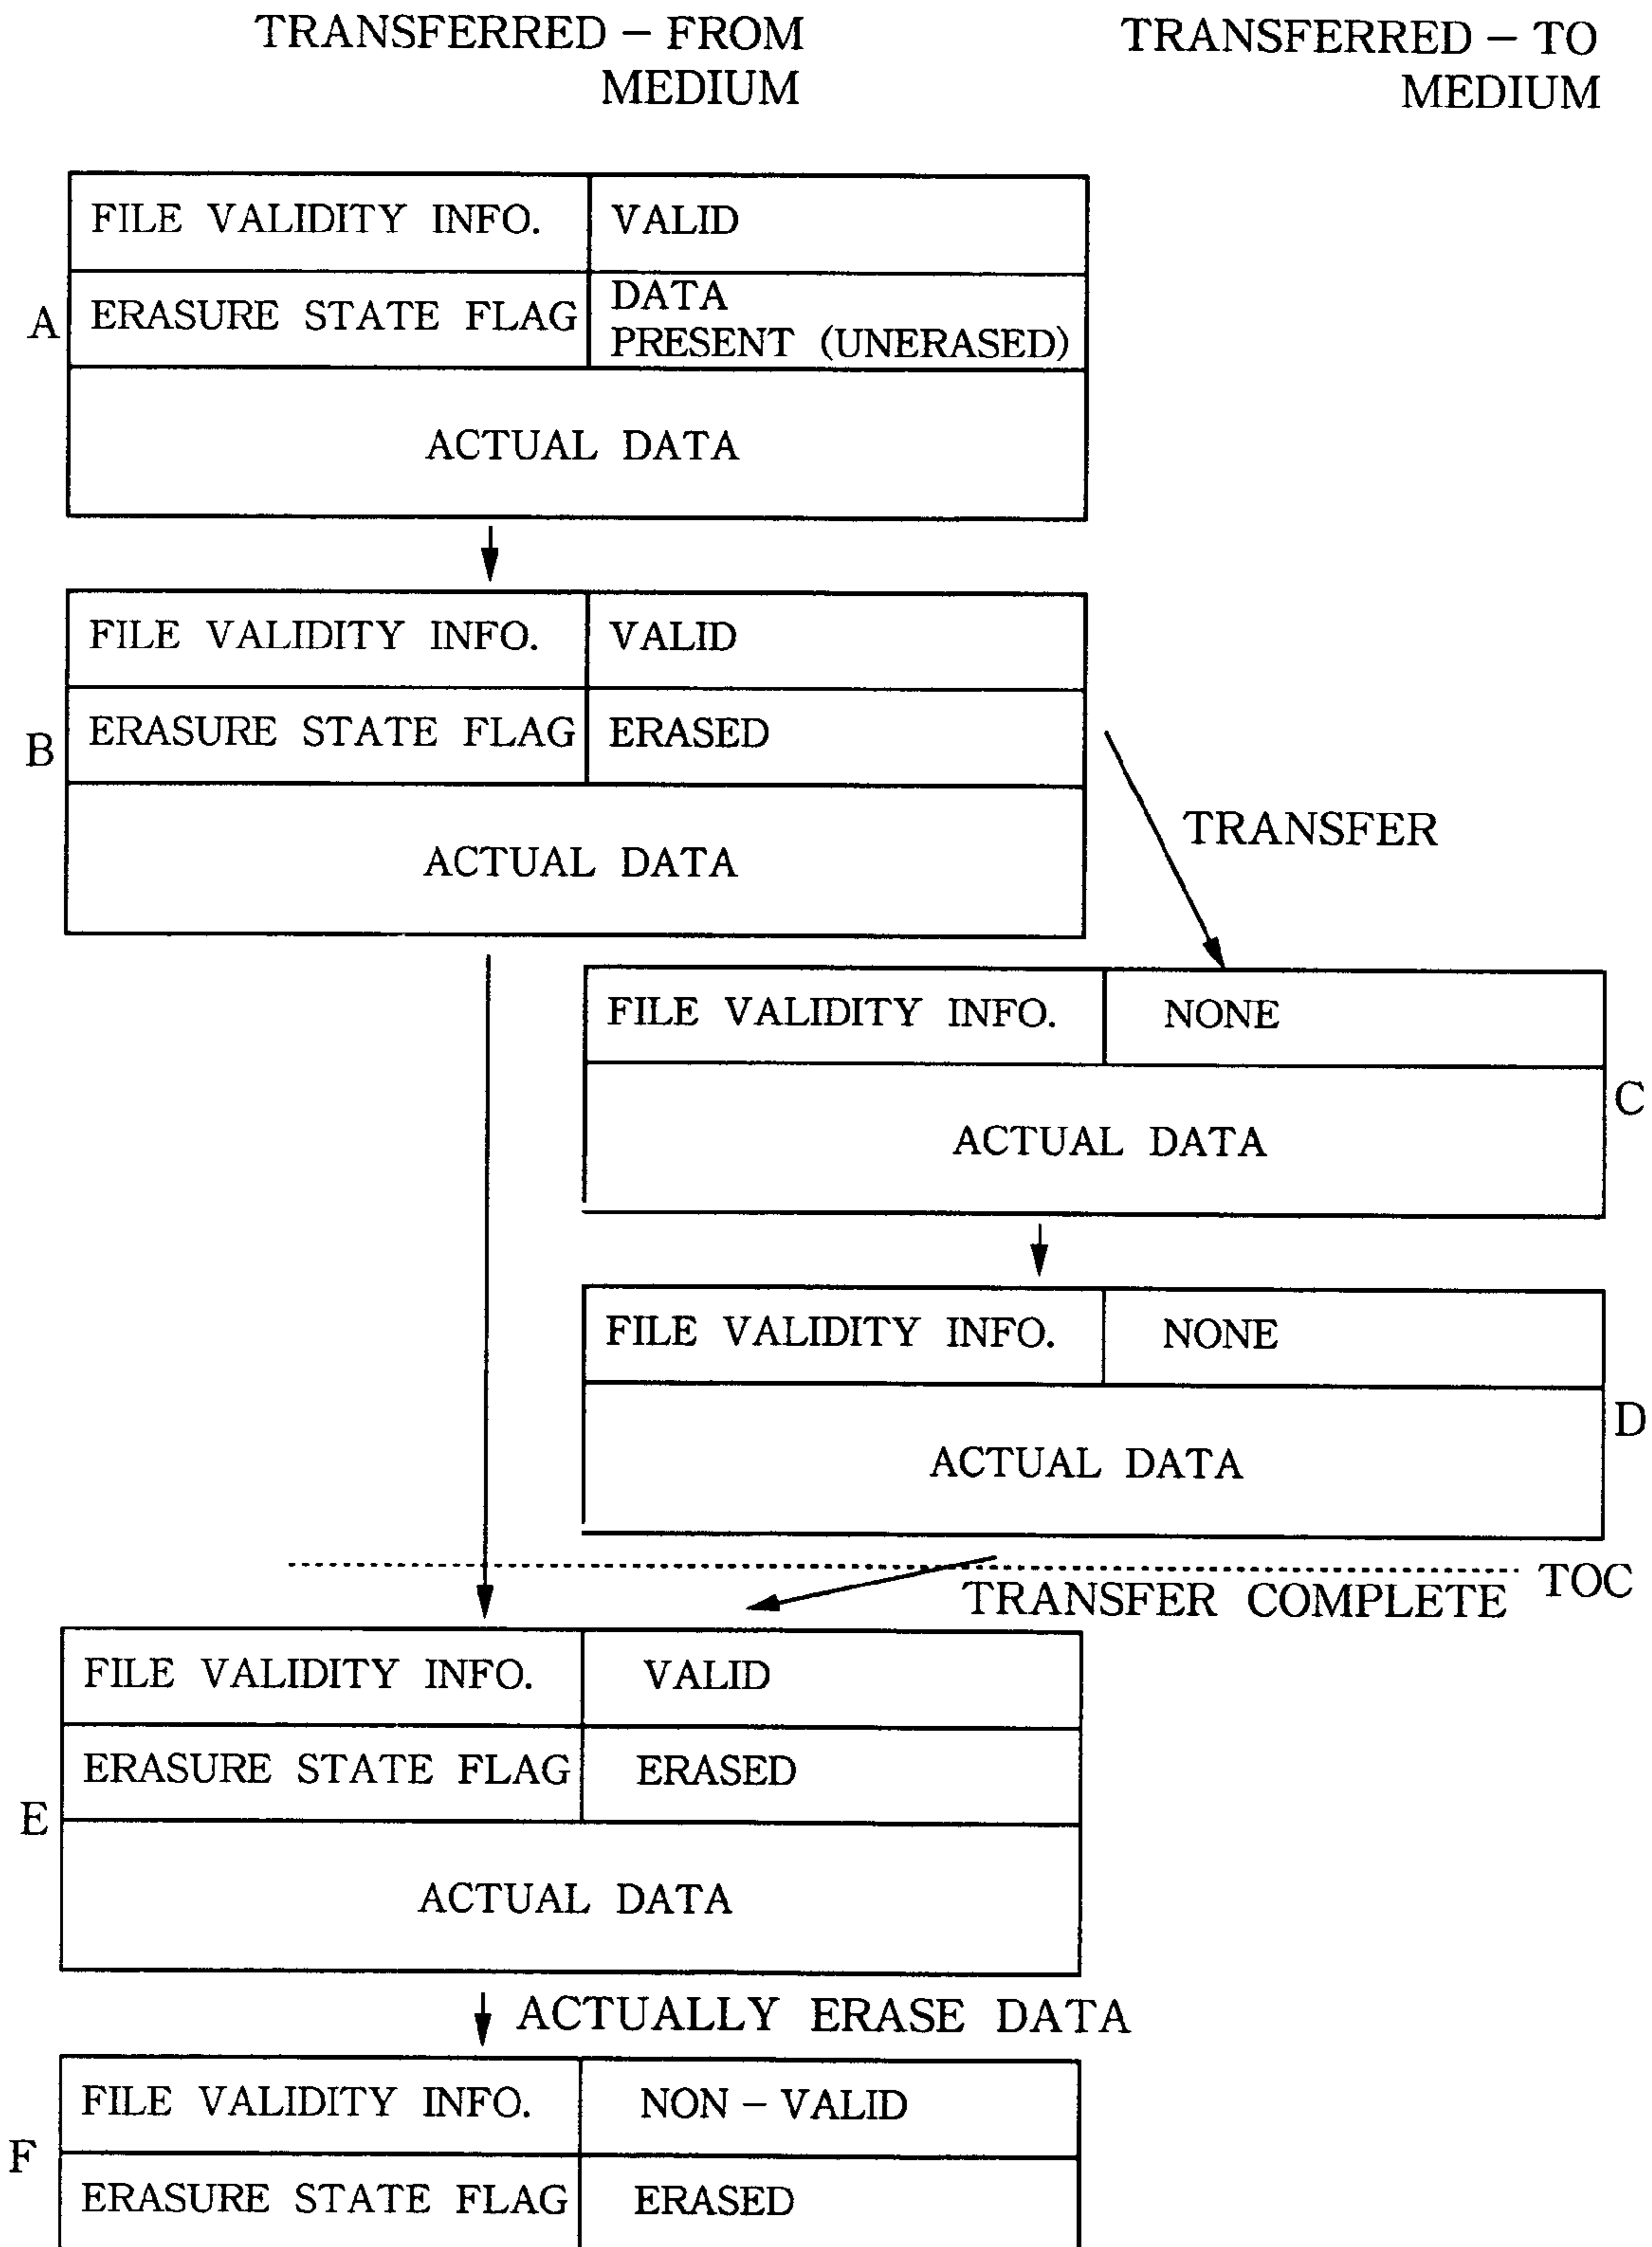 TRANSFERRED – FROM
MEDIUM
TRANSFERRED – TO
MEDIUM
FILE VALIDITY INFO.
VALID
A
ERASURE STATE FLAG
DATA
PRESENT (UNERASED)
ACTUAL DATA
FILE VALIDITY INFO.
VALID
B
ERASURE STATE FLAG
ERASED
ACTUAL DATA
TRANSFER
FILE VALIDITY INFO.
NONE
C
ACTUAL DATA
FILE VALIDITY INFO.
NONE
D
ACTUAL DATA
TOC
TRANSFER COMPLETE
FILE VALIDITY INFO.
VALID
ERASURE STATE FLAG
ERASED
E
ACTUAL DATA
ACTUALLY ERASE DATA
FILE VALIDITY INFO.
NON – VALID
F
ERASURE STATE FLAG
ERASED